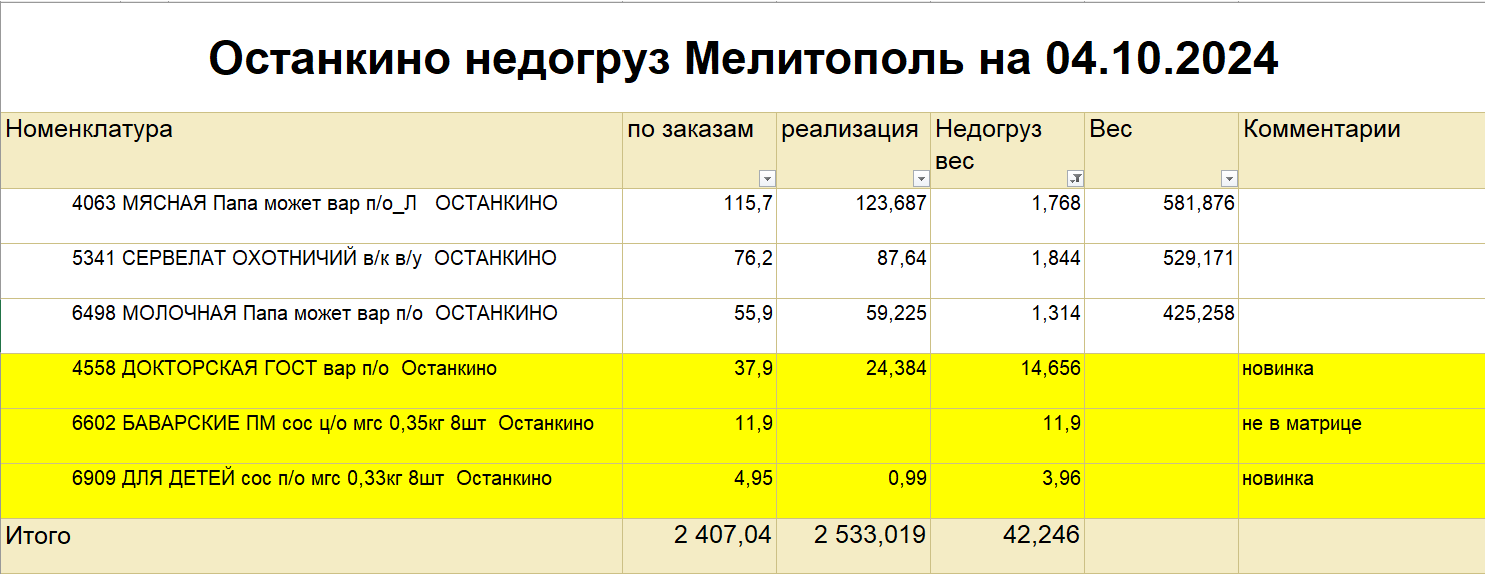 Останкино недогруз Мелитополь на 04.10.2024
Номенклатура по заказам реализация Недогруз вес Вес Комментарии
4063 МЯСНАЯ Папа может вар п/о_Л ОСТАНКИНО 115,7 123,687 1,768 581,876
5341 СЕРВЕЛАТ ОХОТНИЧИЙ в/к в/у ОСТАНКИНО 76,2 87,64 1,844 529,171
6498 МОЛОЧНАЯ Папа может вар п/о ОСТАНКИНО 55,9 59,225 1,314 425,258
4558 ДОКТОРСКАЯ ГОСТ вар п/о Останкино 37,9 24,384 14,656 новинка
6602 БАВАРСКИЕ ПМ сос ц/о мгс 0,35кг 8шт Останкино 11,9 11,9 не в матрице
6909 ДЛЯ ДЕТЕЙ сос п/о мгс 0,33кг 8шт Останкино 4,95 0,99 3,96 новинка
Итого 2 407,04 2 533,019 42,246